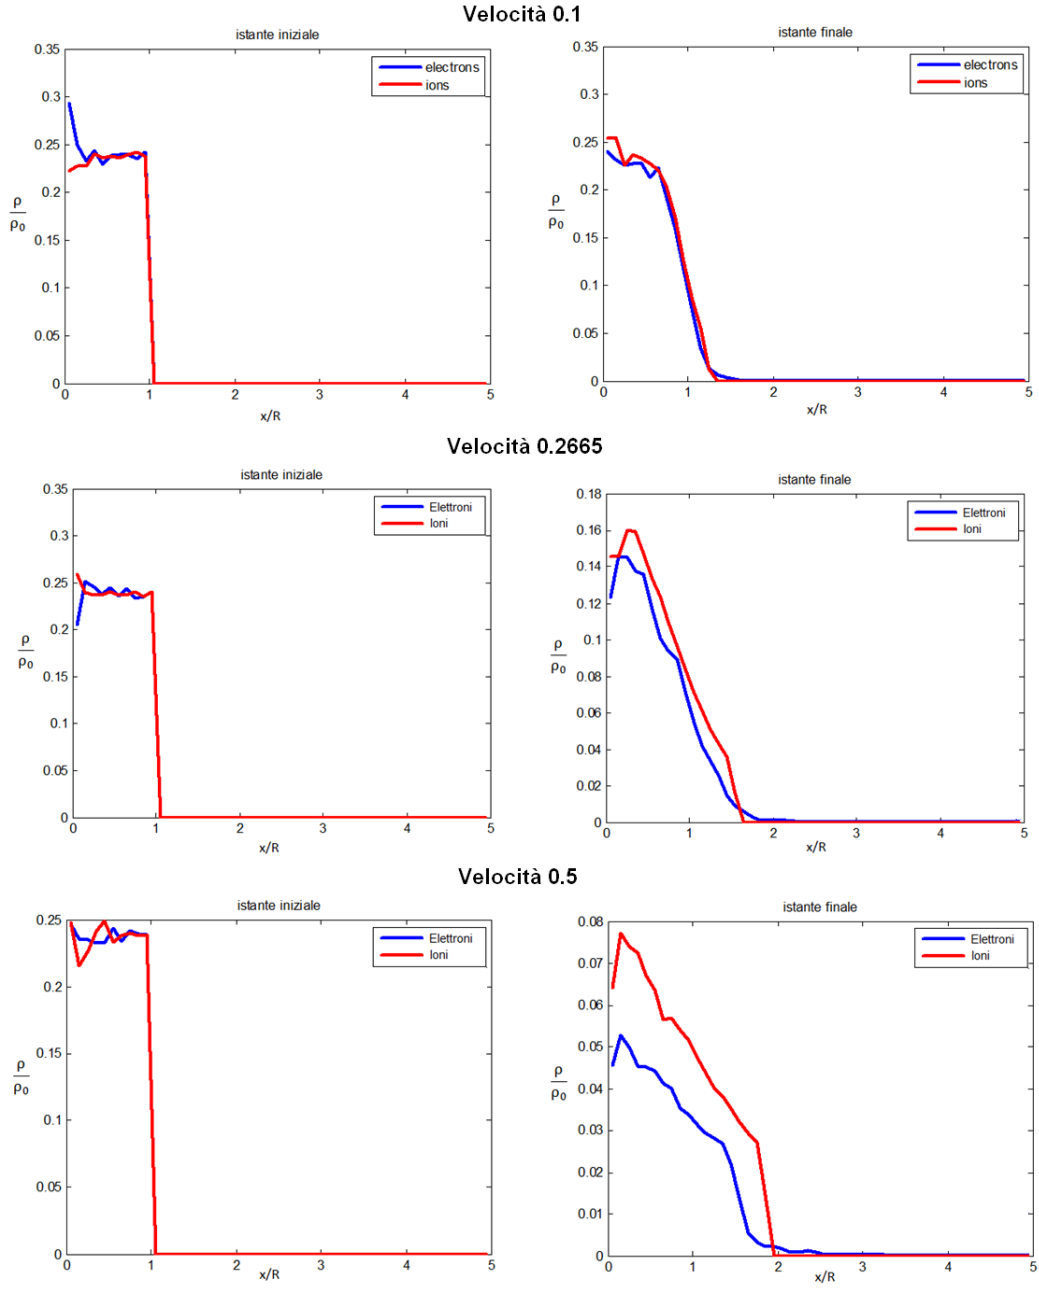 Velocità 0.1
istante iniziale
0.35
0.3
0.25
0.2
0.15
0.1
0.05
0
ρ
ρ₀
electrons
ions
0 1 2 3 4 5
x/R
istante finale
0.35
0.3
0.25
0.2
0.15
0.1
0.05
0
ρ
ρ₀
electrons
ions
0 1 2 3 4 5
x/R
Velocità 0.2665
istante iniziale
0.35
0.3
0.25
0.2
0.15
0.1
0.05
0
ρ
ρ₀
Elettroni
Ioni
0 1 2 3 4 5
x/R
istante finale
0.18
0.16
0.14
0.12
0.1
0.08
0.06
0.04
0.02
0
ρ
ρ₀
Elettroni
Ioni
0 1 2 3 4 5
x/R
Velocità 0.5
istante iniziale
0.25
0.2
0.15
0.1
0.05
0
ρ
ρ₀
Elettroni
Ioni
0 1 2 3 4 5
x/R
istante finale
0.08
0.07
0.06
0.05
0.04
0.03
0.02
0.01
0
ρ
ρ₀
Elettroni
Ioni
0 1 2 3 4 5
x/R